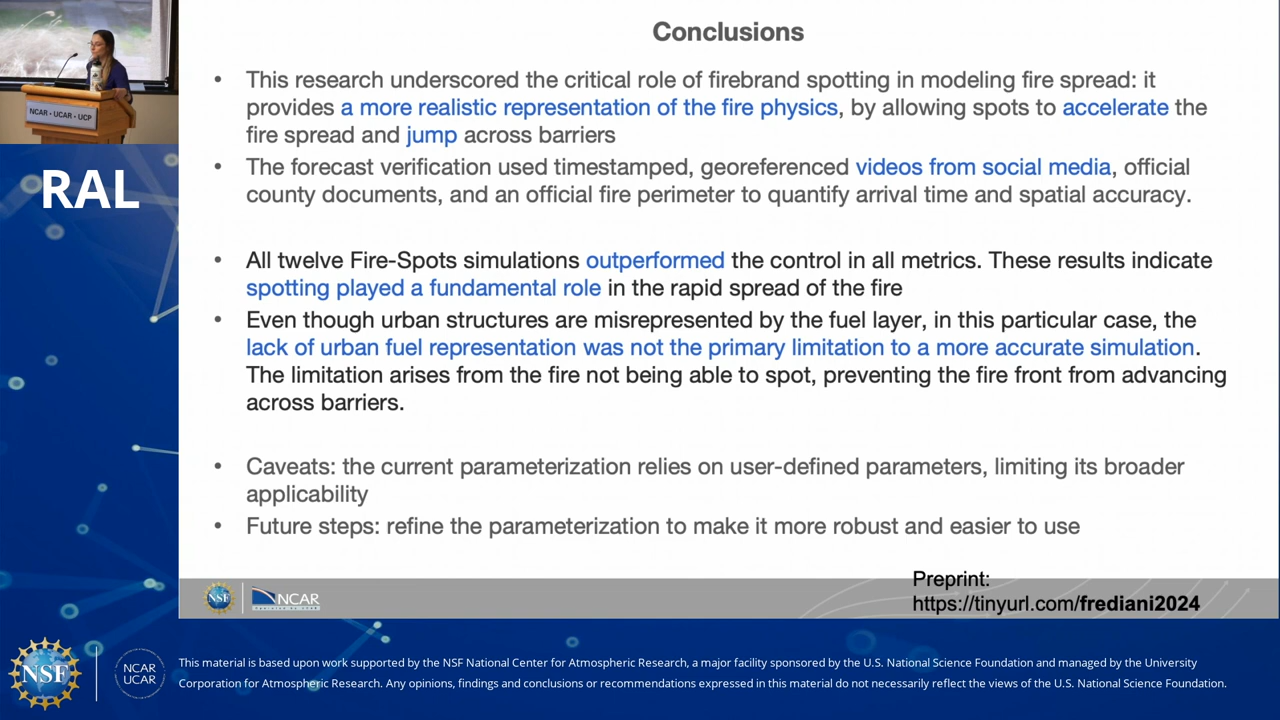 Conclusions
• This research underscored the critical role of firebrand spotting in modeling fire spread: it
provides a more realistic representation of the fire physics, by allowing spots to accelerate the
fire spread and jump across barriers
• The forecast verification used timestamped, georeferenced videos from social media, official
county documents, and an official fire perimeter to quantify arrival time and spatial accuracy.
• All twelve Fire-Spots simulations outperformed the control in all metrics. These results indicate
spotting played a fundamental role in the rapid spread of the fire
• Even though urban structures are misrepresented by the fuel layer, in this particular case, the
lack of urban fuel representation was not the primary limitation to a more accurate simulation.
The limitation arises from the fire not being able to spot, preventing the fire front from advancing
across barriers.
• Caveats: the current parameterization relies on user-defined parameters, limiting its broader
applicability
• Future steps: refine the parameterization to make it more robust and easier to use
Preprint:
https://tinyurl.com/frediani2024
NSF
NCAR
NCAR • UCAR • UCP
RAL
NSF
NCAR
UCAR
This material is based upon work supported by the NSF National Center for Atmospheric Research, a major facility sponsored by the U.S. National Science Foundation and managed by the University
Corporation for Atmospheric Research. Any opinions, findings and conclusions or recommendations expressed in this material do not necessarily reflect the views of the U.S. National Science Foundation.